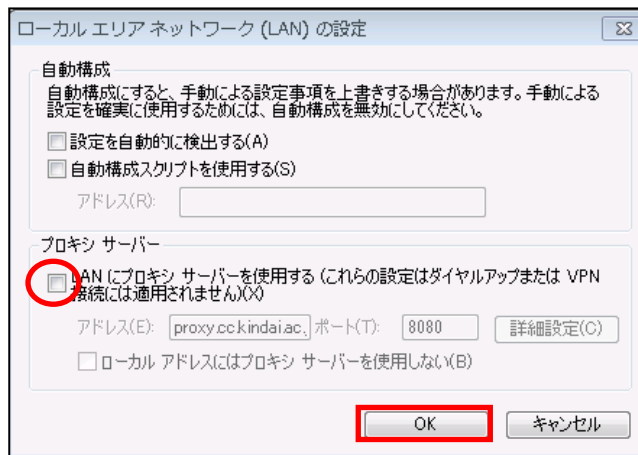 ローカル エリア ネットワーク (LAN) の設定
自動構成
自動構成にすると、手動による設定事項を上書きする場合があります。手動による
設定を確実に使用するためには、自動構成を無効にしてください。
設定を自動的に検出する(A)
自動構成スクリプトを使用する(S)
アドレス(R):
プロキシ サーバー
LAN にプロキシ サーバーを使用する (これらの設定はダイヤルアップまたは VPN
接続には適用されません)(X)
アドレス(E): proxy.cc.kindai.ac. ポート(T): 8080 詳細設定(C)
ローカル アドレスにはプロキシ サーバーを使用しない(B)
OK キャンセル